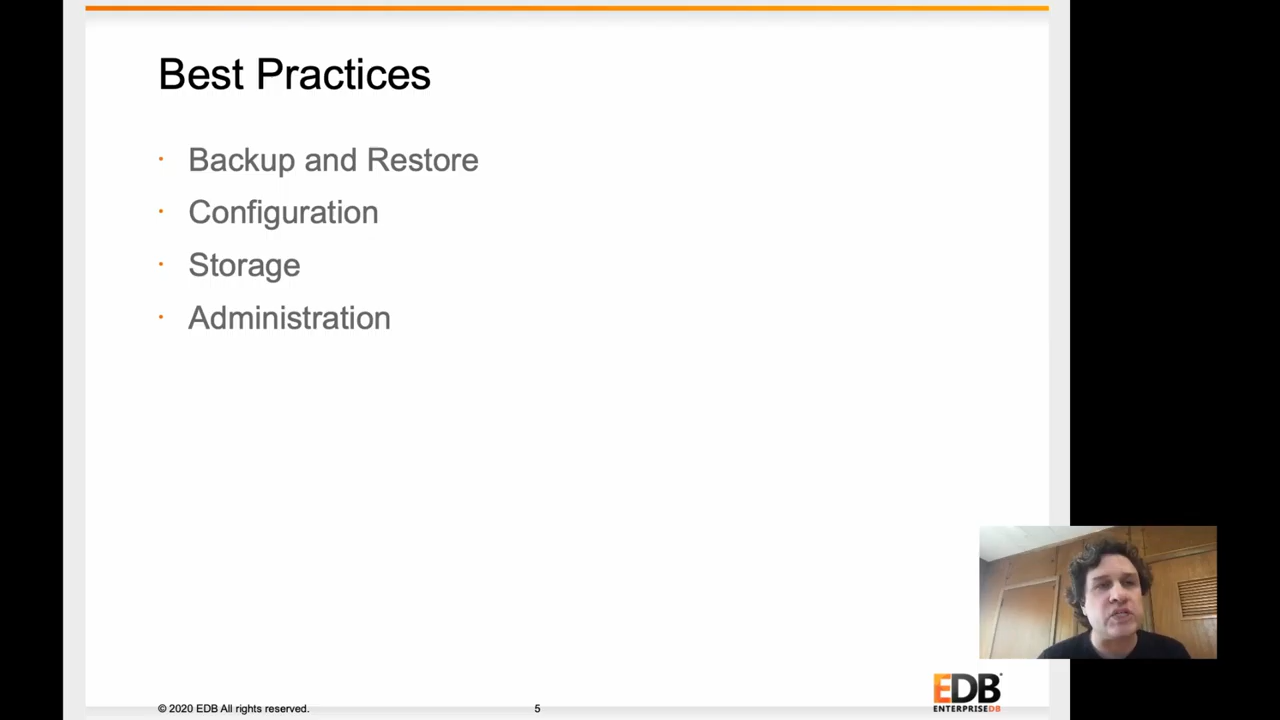 Best Practices
· Backup and Restore
· Configuration
· Storage
· Administration
© 2020 EDB All rights reserved.
5
EDB
ENTERPRISEDB